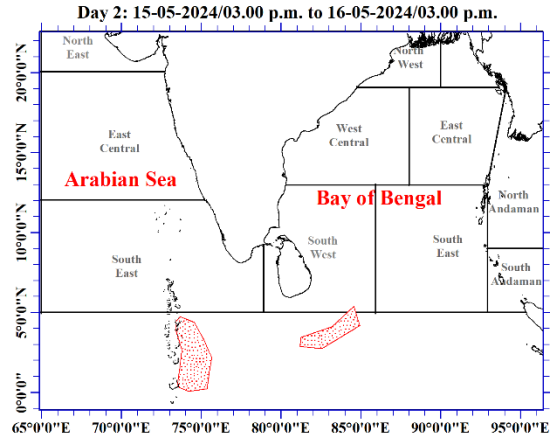 Day 2: 15-05-2024/03.00 p.m. to 16-05-2024/03.00 p.m.
North
East
North
West
20°0'0"N
East
Central
West
Central
East
Central
15°0'0"N
Arabian Sea
Bay of Bengal
North
Andaman
10°0'0"N
South
East
South
West
South
East
South
Andaman
5°0'0"N
0°0'0"
65°0'0"E 70°0'0"E 75°0'0"E 80°0'0"E 85°0'0"E 90°0'0"E 95°0'0"E